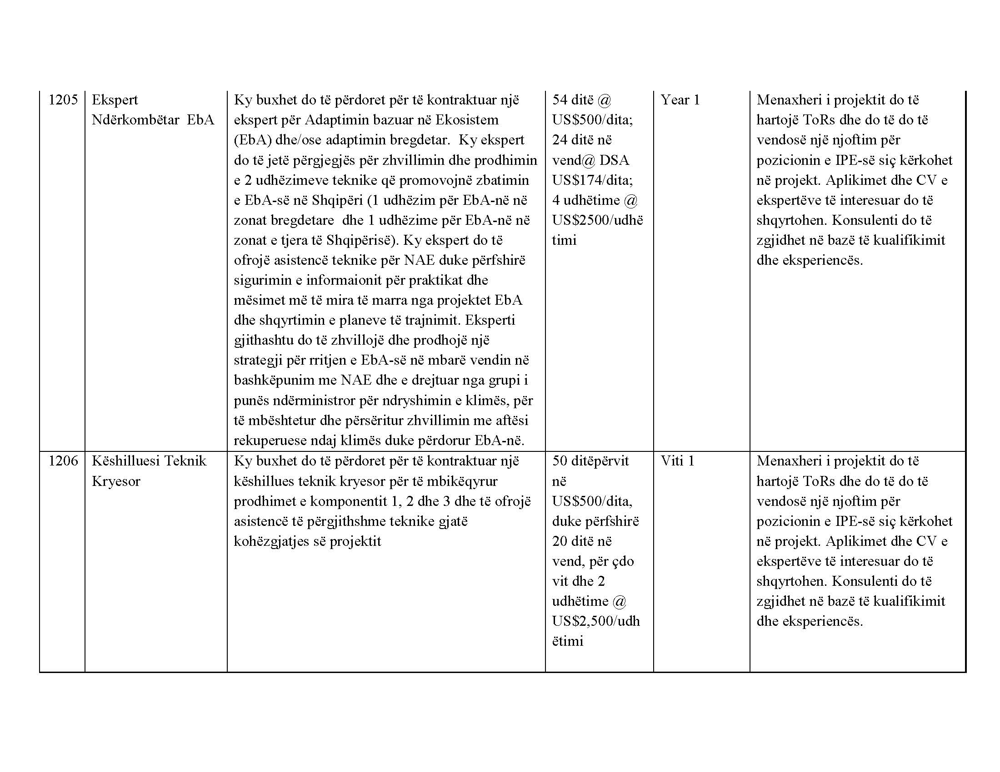 1205
Ekspert
Ndërkombëtar  EbA
Ky buxhet do të përdoret për të kontraktuar një
ekspert për Adaptimin bazuar në Ekosistem
(EbA) dhe/ose adaptimin bregdetar.  Ky ekspert
do të jetë përgjegjës për zhvillimin dhe prodhimin
e 2 udhëzimeve teknike që promovojnë zbatimin
e EbA-së në Shqipëri (1 udhëzim për EbA-në në
zonat bregdetare  dhe 1 udhëzime për EbA-në në
zonat e tjera të Shqipërisë). Ky ekspert do të
ofrojë asistencë teknike për NAE duke përfshirë
sigurimin e informaionit për praktikat dhe
mësimet më të mira të marra nga projektet EbA
dhe shqyrtimin e planeve të trajnimit. Eksperti
gjithashtu do të zhvillojë dhe prodhojë një
strategji për rritjen e EbA-së në mbarë vendin në
bashkëpunim me NAE dhe e drejtuar nga grupi i
punës ndërministror për ndryshimin e klimës, për
të mbështetur dhe përsëritur zhvillimin me aftësi
rekuperuese ndaj klimës duke përdorur EbA-në.
54 ditë @
US$500/dita;
24 ditë në
vend@ DSA
US$174/dita;
4 udhëtime @
US$2500/udhë
timi
Year 1
Menaxheri i projektit do të
hartojë ToRs dhe do të do të
vendosë një njoftim për
pozicionin e IPE-së siç kërkohet
në projekt. Aplikimet dhe CV e
ekspertëve të interesuar do të
shqyrtohen. Konsulenti do të
zgjidhet në bazë të kualifikimit
dhe eksperiencës.
1206
Këshilluesi Teknik
Kryesor
Ky buxhet do të përdoret për të kontraktuar një
këshillues teknik kryesor për të mbikëqyrur
prodhimet e komponentit 1, 2 dhe 3 dhe të ofrojë
asistencë të përgjithshme teknike gjatë
kohëzgjatjes së projektit
50 ditëpërvit
në
US$500/dita,
duke përfshirë
20 ditë në
vend, për çdo
vit dhe 2
udhëtime @
US$2,500/udh
ëtimi
Viti 1
Menaxheri i projektit do të
hartojë ToRs dhe do të do të
vendosë një njoftim për
pozicionin e IPE-së siç kërkohet
në projekt. Aplikimet dhe CV e
ekspertëve të interesuar do të
shqyrtohen. Konsulenti do të
zgjidhet në bazë të kualifikimit
dhe eksperiencës.